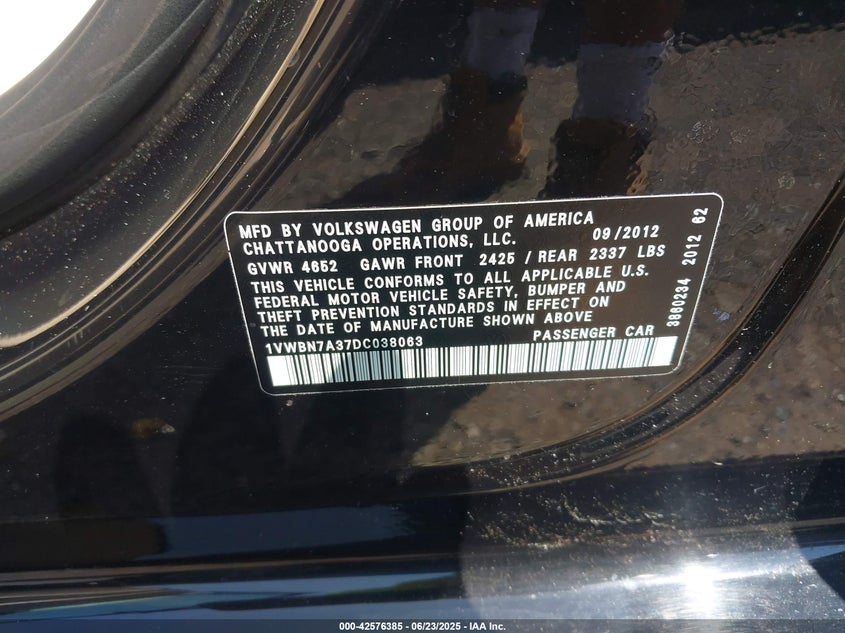 MFD BY VOLKSWAGEN GROUP OF AMERICA
CHATTANOOGA OPERATIONS, LLC. 09/2012
GVWR 4652 GAWR FRONT 2425 / REAR 2337 LBS
THIS VEHICLE CONFORMS TO ALL APPLICABLE U.S.
FEDERAL MOTOR VEHICLE SAFETY, BUMPER AND
THEFT PREVENTION STANDARDS IN EFFECT ON
THE DATE OF MANUFACTURE SHOWN ABOVE
1VWBN7A37DC038063 PASSENGER CAR
3860234 2012 62
000-42576385 - 06/23/2025 - IAA Inc.